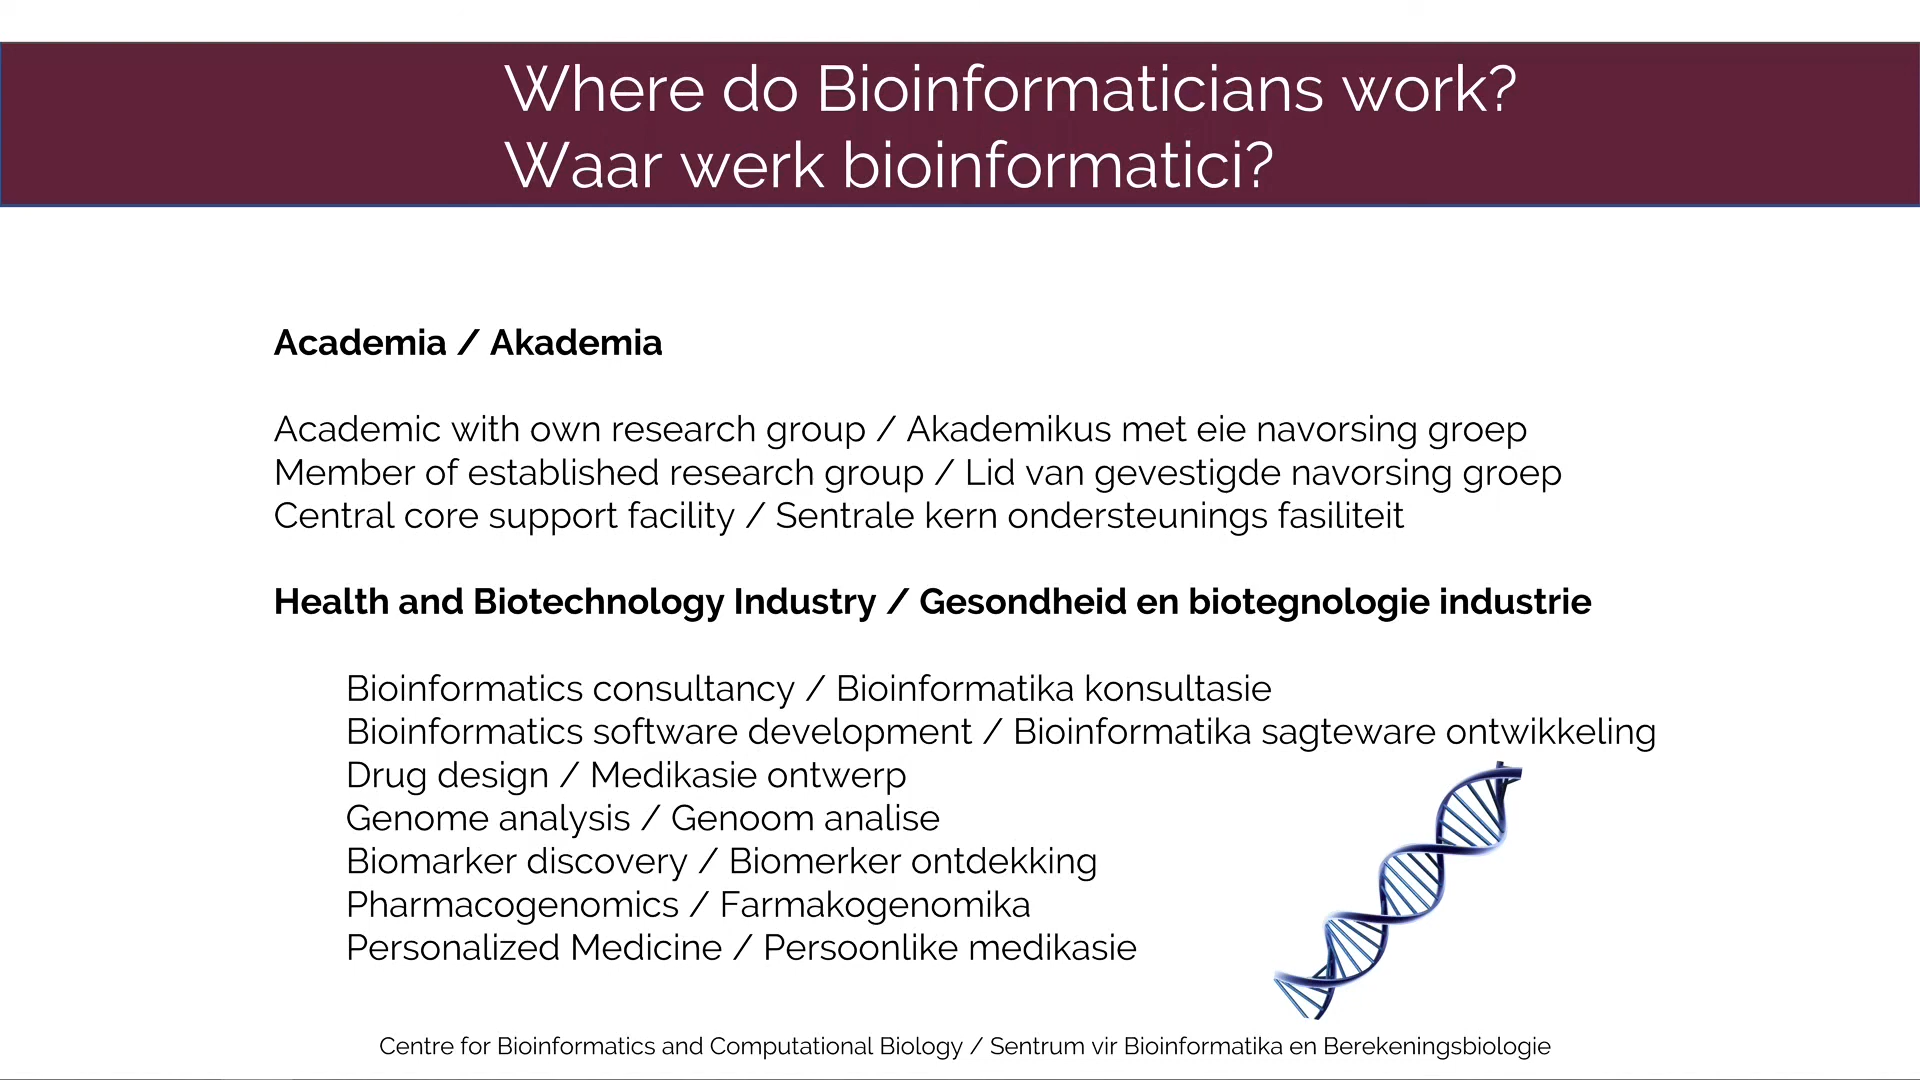 Where do Bioinformaticians work?
Waar werk bioinformatici?
Academia / Akademia
Academic with own research group / Akademikus met eie navorsing groep
Member of established research group / Lid van gevestigde navorsing groep
Central core support facility / Sentrale kern ondersteunings fasiliteit
Health and Biotechnology Industry / Gesondheid en biotegnologie industrie
Bioinformatics consultancy / Bioinformatika konsultasie
Bioinformatics software development / Bioinformatika sagteware ontwikkeling
Drug design / Medikasie ontwerp
Genome analysis / Genoom analise
Biomarker discovery / Biomerker ontdekking
Pharmacogenomics / Farmakogenomika
Personalized Medicine / Persoonlike medikasie
Centre for Bioinformatics and Computational Biology / Sentrum vir Bioinformatika en Berekeningsbiologie